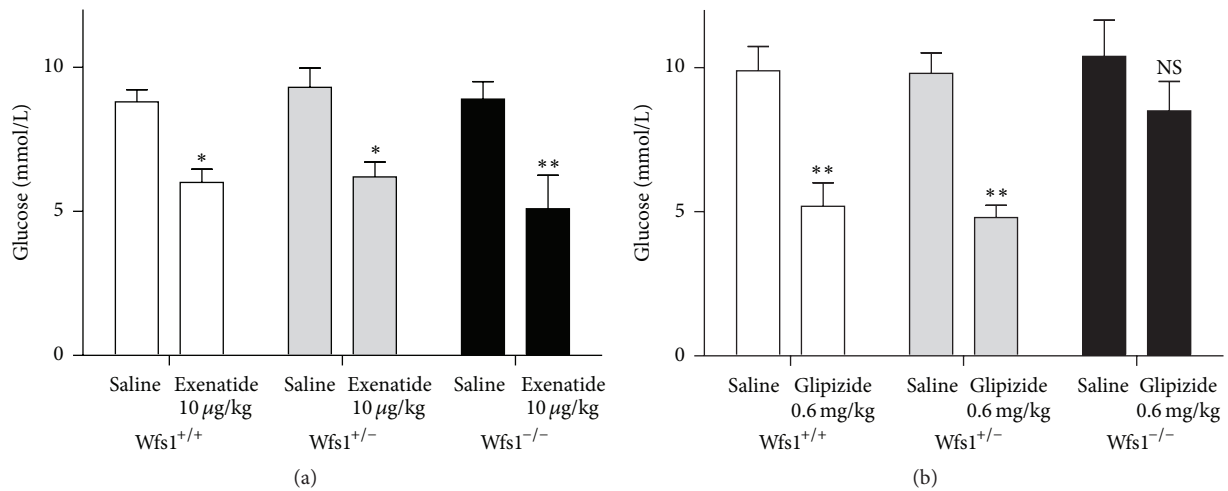 Glucose (mmol/L)
10
5
0
*
*
**
Saline Exenatide Saline Exenatide Saline Exenatide
10 μg/kg 10 μg/kg 10 μg/kg
Wfs1+/+ Wfs1+/− Wfs1−/−
(a)
Glucose (mmol/L)
10
5
0
**
**
NS
Saline Glipizide Saline Glipizide Saline Glipizide
0.6 mg/kg 0.6 mg/kg 0.6 mg/kg
Wfs1+/+ Wfs1+/− Wfs1−/−
(b)